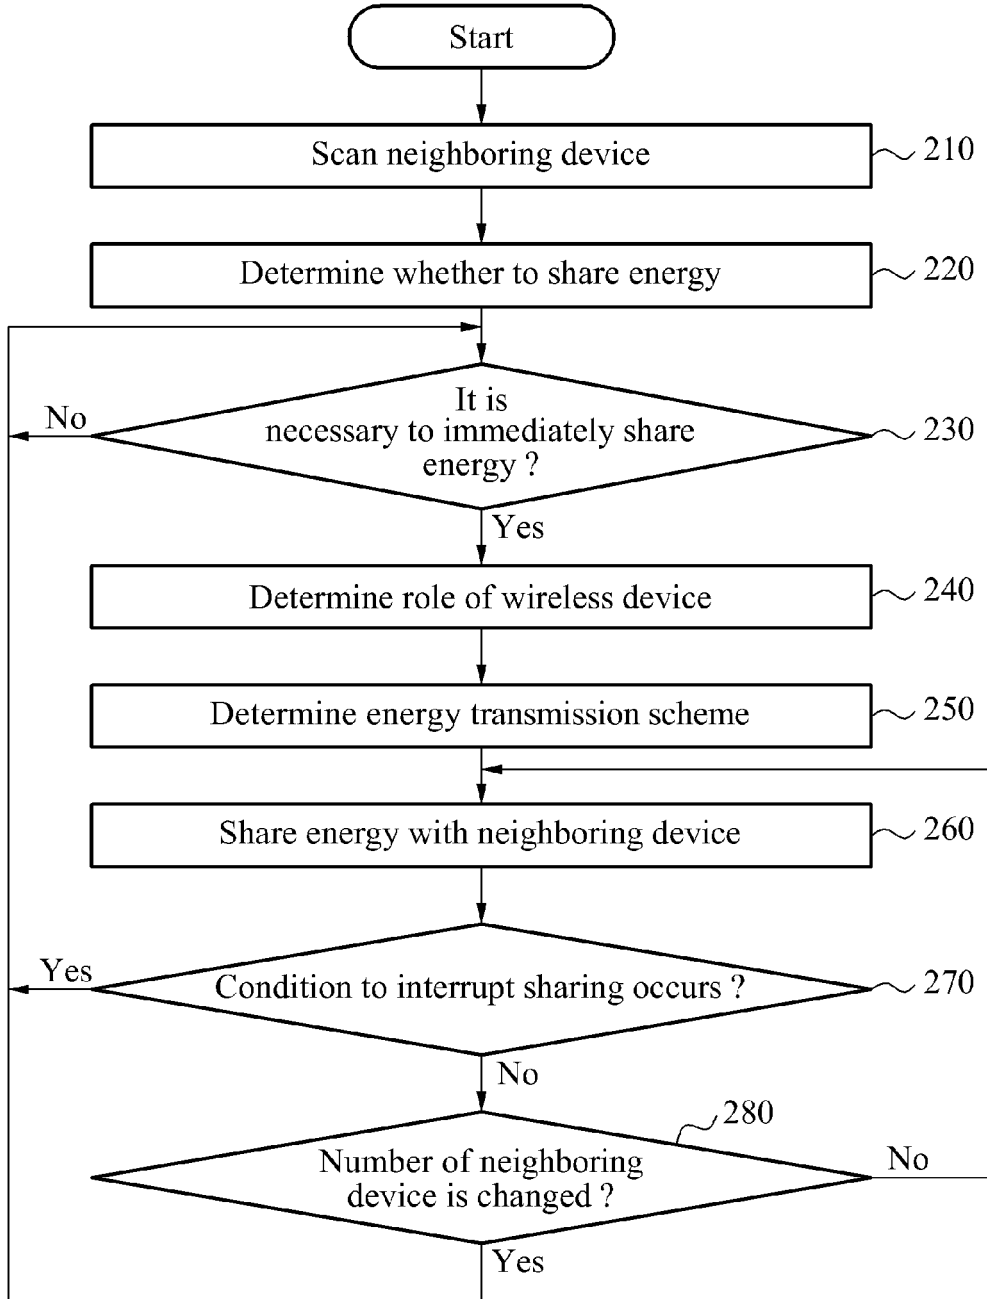 Start
Scan neighboring device
210
Determine whether to share energy
220
No
It is
necessary to immediately share
energy ?
230
Yes
Determine role of wireless device
240
Determine energy transmission scheme
250
Share energy with neighboring device
260
Yes
Condition to interrupt sharing occurs ?
270
No
280
Number of neighboring
device is changed ?
No
Yes